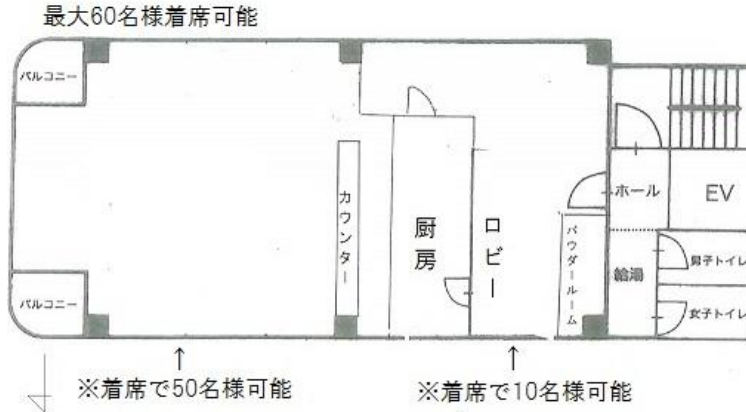 最大60名様着席可能
バルコニー
カウンター
厨房
ロビー
パウダールーム
ホール
EV
給湯
男子トイレ
女子トイレ
バルコニー
※着席で50名様可能
※着席で10名様可能